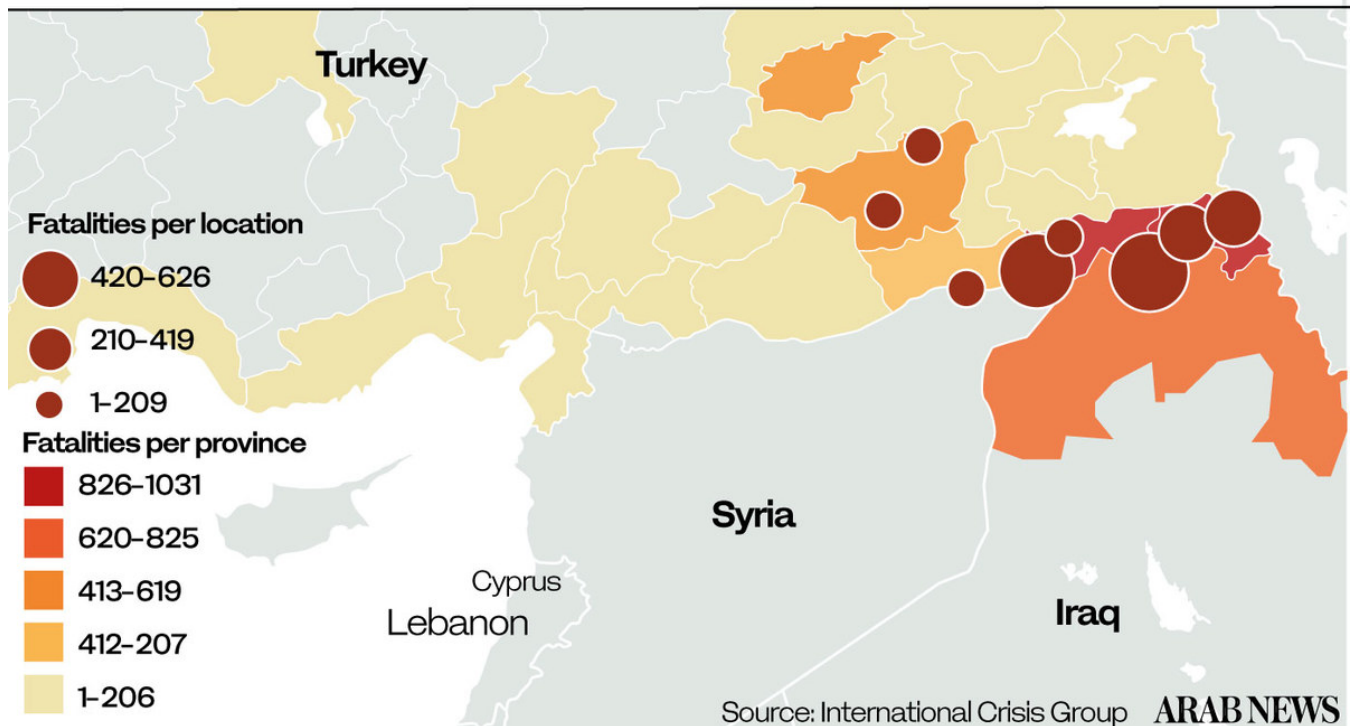 Turkey
Fatalities per location
420–626
210–419
1–209
Fatalities per province
826–1031
620–825
413–619
412–207
1–206
Syria
Cyprus
Lebanon
Iraq
Source: International Crisis Group ARAB NEWS